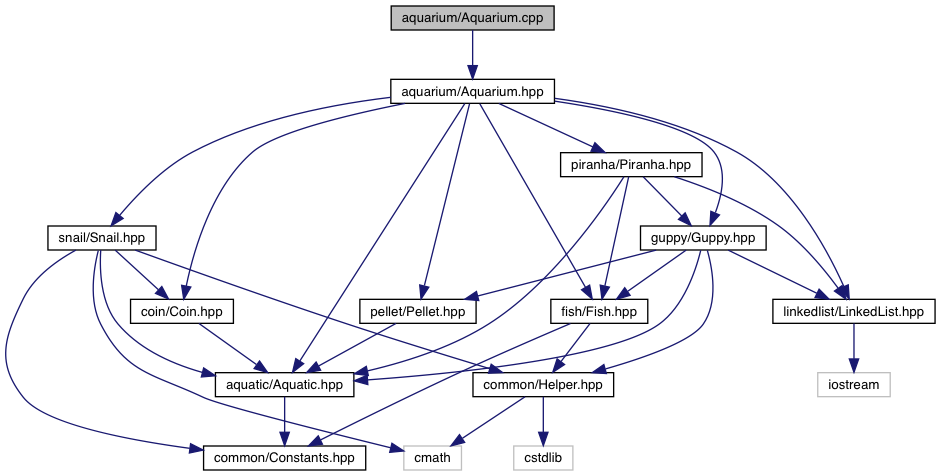 aquarium/Aquarium.cpp
aquarium/Aquarium.hpp
piranha/Piranha.hpp
snail/Snail.hpp
guppy/Guppy.hpp
coin/Coin.hpp
pellet/Pellet.hpp
fish/Fish.hpp
linkedlist/LinkedList.hpp
aquatic/Aquatic.hpp
common/Helper.hpp
iostream
common/Constants.hpp
cmath
cstdlib